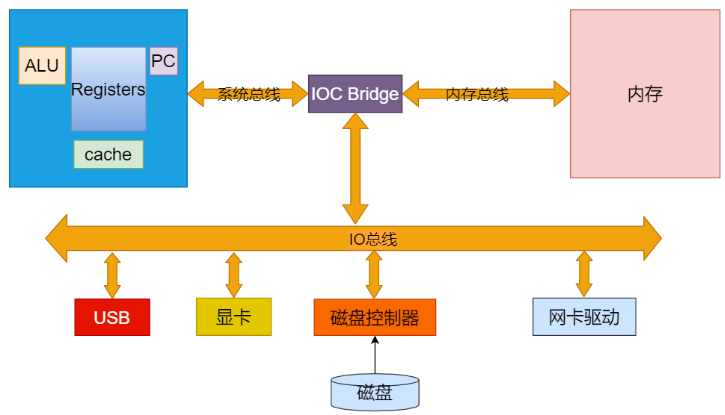 ALU
Registers
PC
cache
系统总线
IOC Bridge
内存总线
内存
IO总线
USB
显卡
磁盘控制器
网卡驱动
磁盘